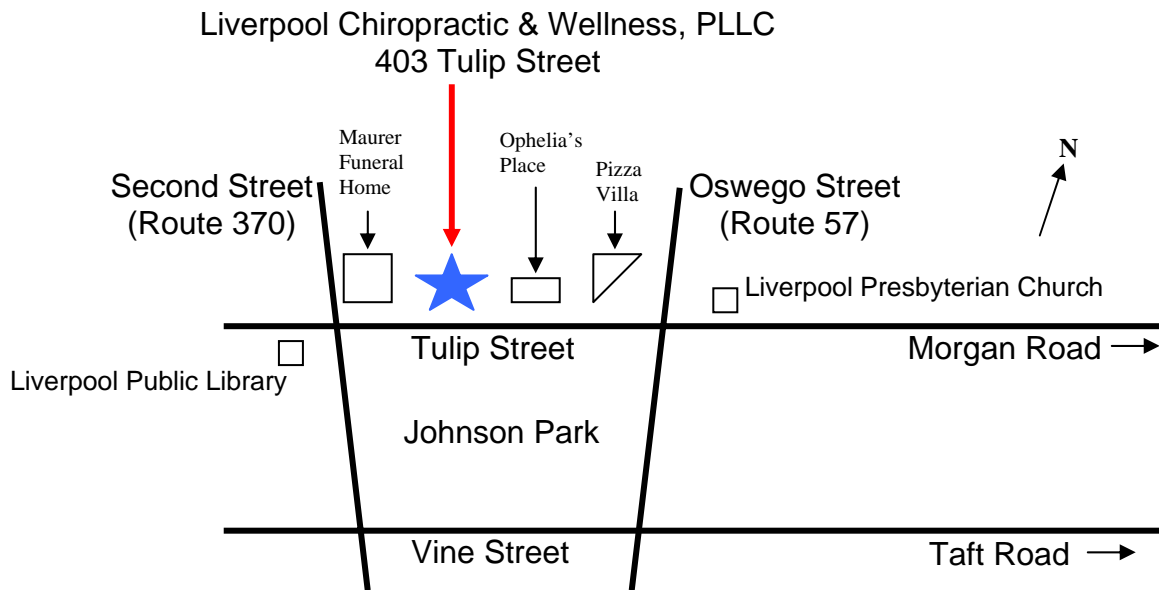 Liverpool Chiropractic & Wellness, PLLC
403 Tulip Street
Maurer
Funeral
Home
Ophelia’s
Place
Pizza
Villa
N
Second Street
(Route 370)
Oswego Street
(Route 57)
Liverpool Presbyterian Church
Tulip Street
Morgan Road
Liverpool Public Library
Johnson Park
Vine Street
Taft Road